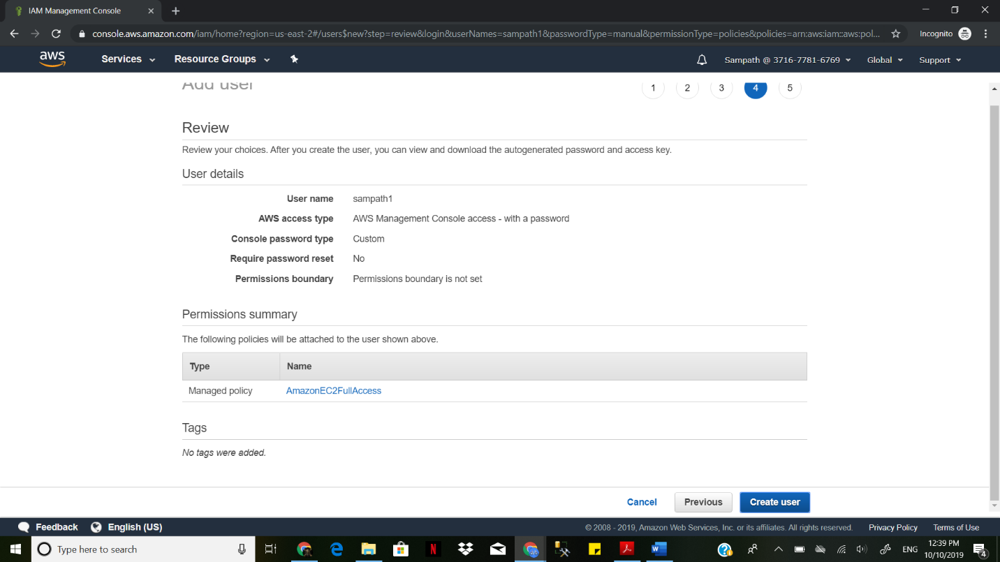 IAM Management Console
console.aws.amazon.com/iam/home?region=us-east-2#/users$new?step=review&login&userNames=sampath1&passwordType=manual&permissionType=policies&policies=arn:aws:iam:aws:pol...
Incognito
aws
Services
Resource Groups
Sampath @ 3716-7781-6769
Global
Support
Add user
1
2
3
4
5
Review
Review your choices. After you create the user, you can view and download the autogenerated password and access key.
User details
User name sampath1
AWS access type AWS Management Console access - with a password
Console password type Custom
Require password reset No
Permissions boundary Permissions boundary is not set
Permissions summary
The following policies will be attached to the user shown above.
Type Name
Managed policy AmazonEC2FullAccess
Tags
No tags were added.
Cancel
Previous
Create user
Feedback
English (US)
© 2008 - 2019, Amazon Web Services, Inc. or its affiliates. All rights reserved.
Privacy Policy
Terms of Use
Type here to search
ENG
12:39 PM
10/10/2019
4